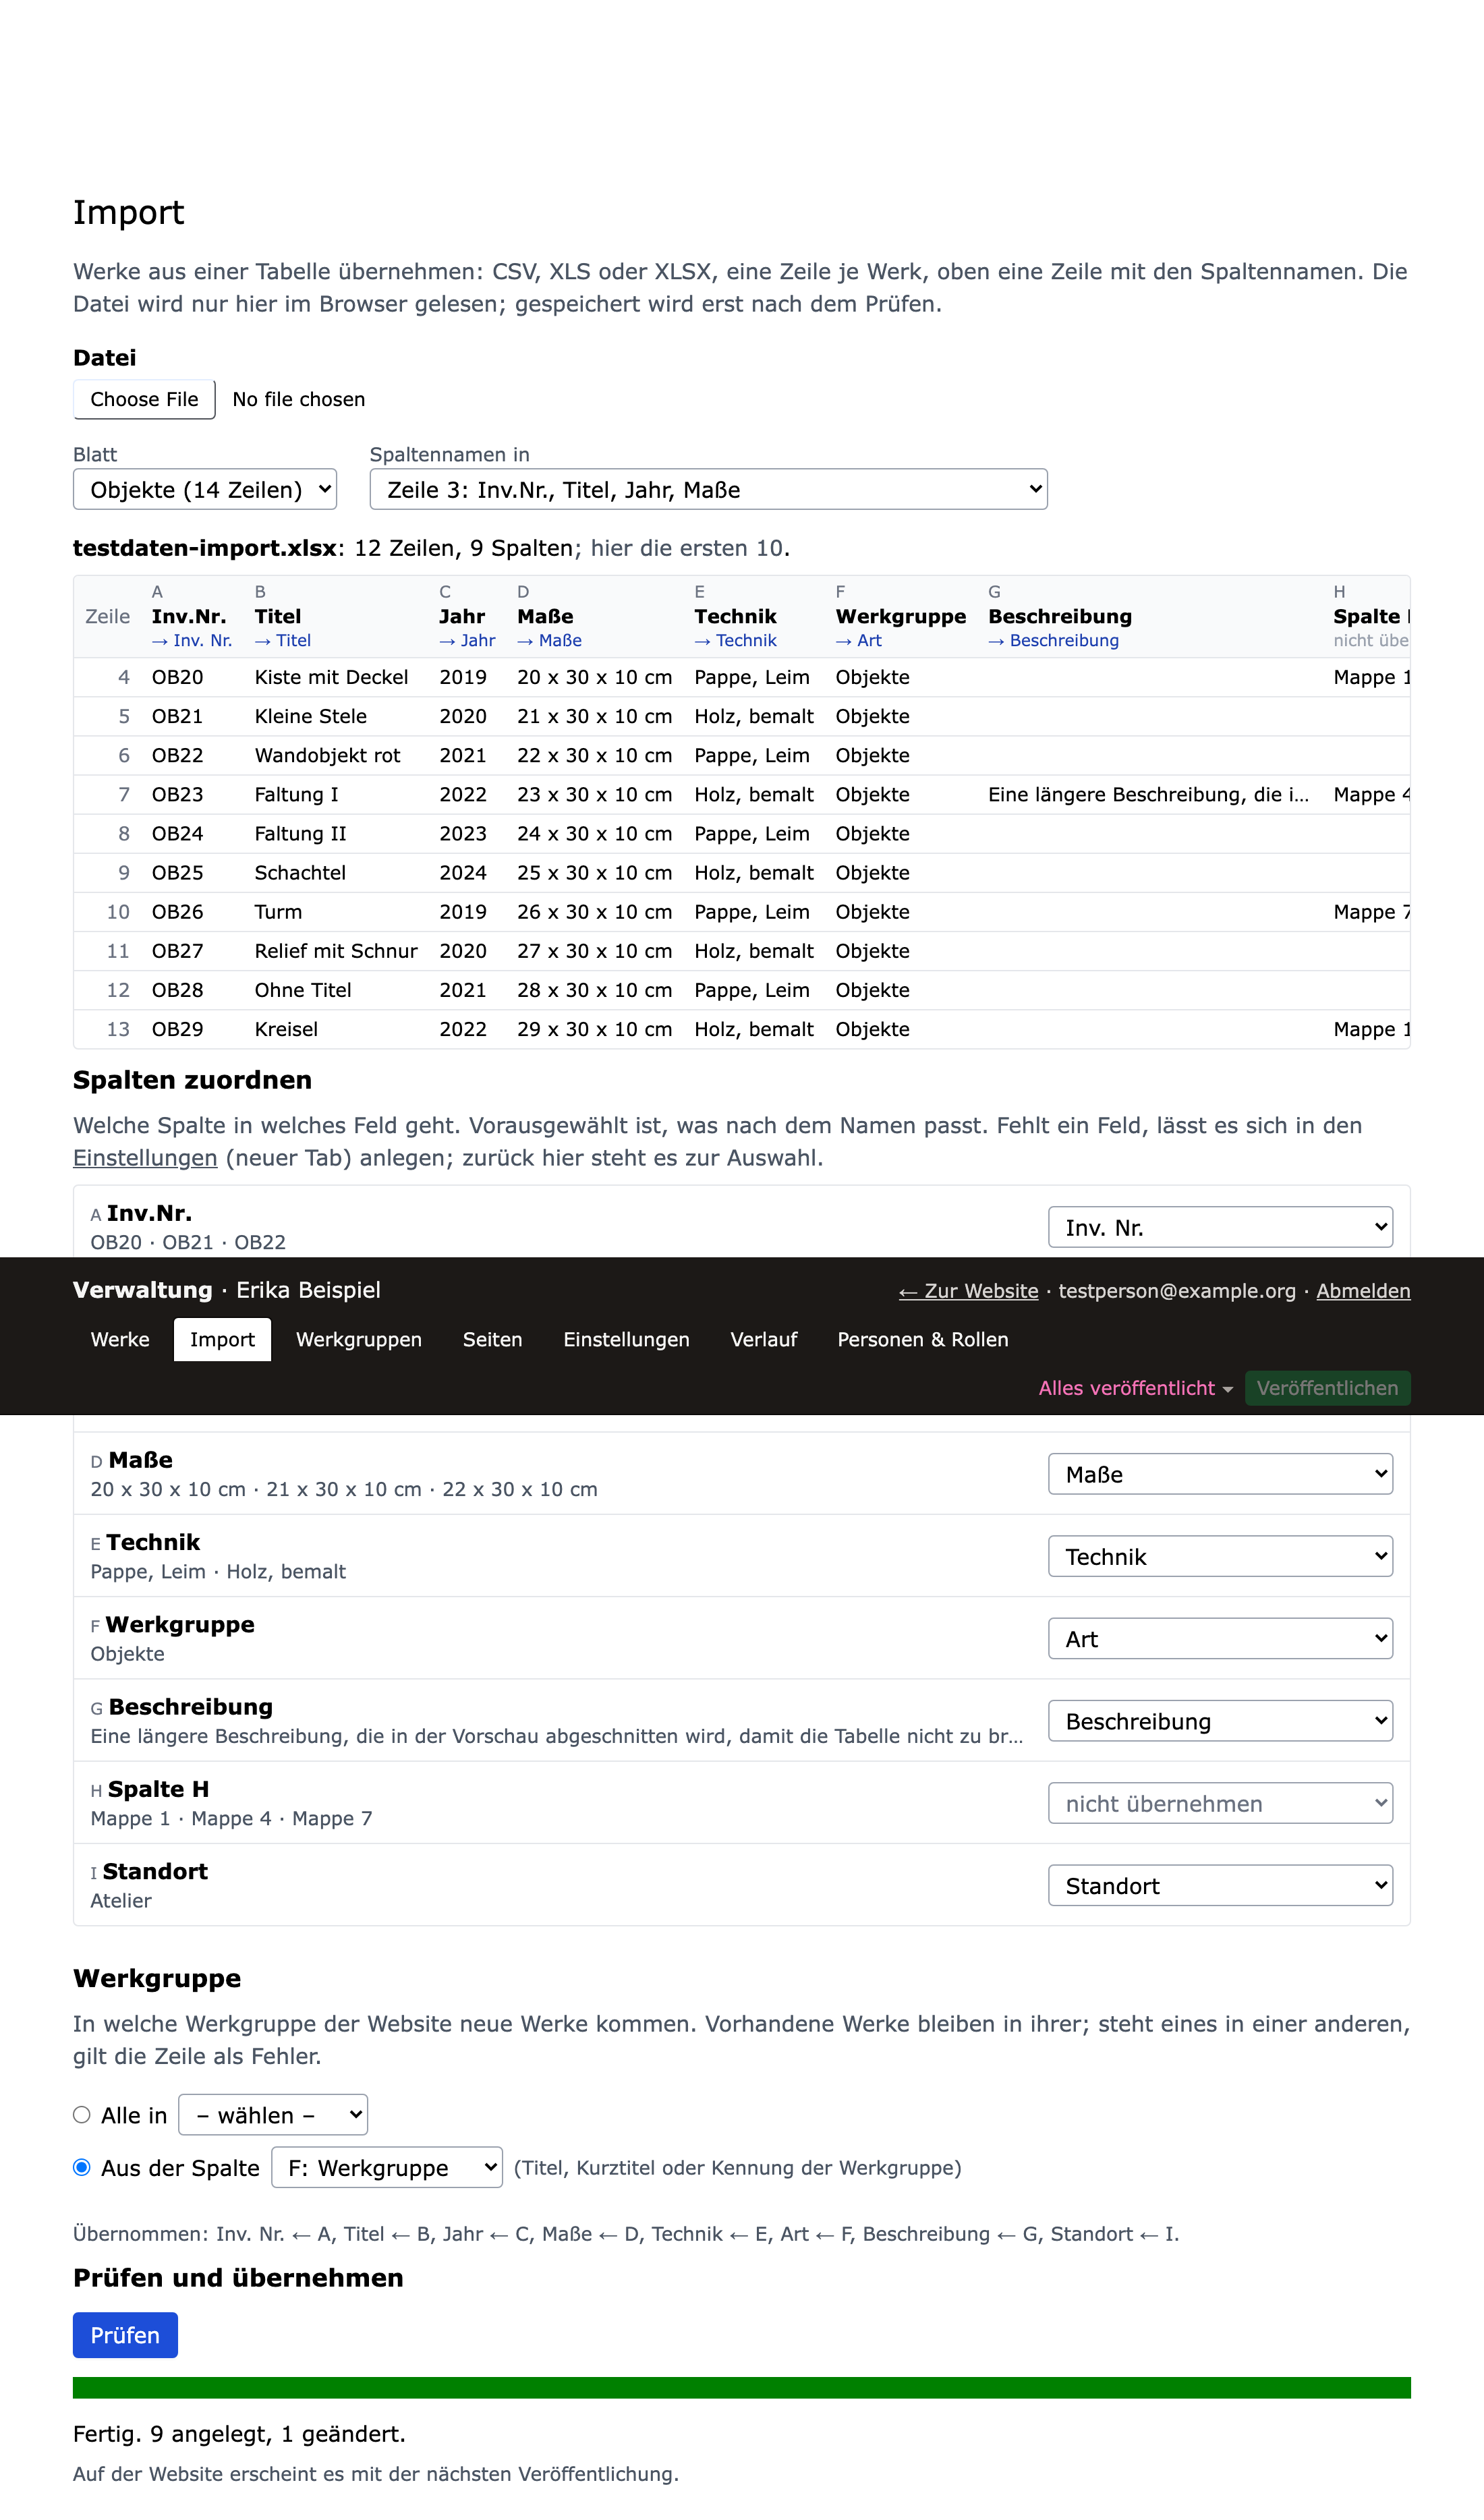 Import
Werke aus einer Tabelle übernehmen: CSV, XLS oder XLSX, eine Zeile je Werk, oben eine Zeile mit den Spaltennamen. Die
Datei wird nur hier im Browser gelesen; gespeichert wird erst nach dem Prüfen.
Datei
Choose File No file chosen
Blatt Spaltennamen in
Objekte (14 Zeilen) Zeile 3: Inv.Nr., Titel, Jahr, Maße
testdaten-import.xlsx: 12 Zeilen, 9 Spalten; hier die ersten 10.
A B C D E F G H
Zeile Inv.Nr. Titel Jahr Maße Technik Werkgruppe Beschreibung Spalte
→ Inv. Nr. → Titel → Jahr → Maße → Technik → Art → Beschreibung nicht übe
4 OB20 Kiste mit Deckel 2019 20 x 30 x 10 cm Pappe, Leim Objekte Mappe 1
5 OB21 Kleine Stele 2020 21 x 30 x 10 cm Holz, bemalt Objekte
6 OB22 Wandobjekt rot 2021 22 x 30 x 10 cm Pappe, Leim Objekte
7 OB23 Faltung I 2022 23 x 30 x 10 cm Holz, bemalt Objekte Eine längere Beschreibung, die i... Mappe 4
8 OB24 Faltung II 2023 24 x 30 x 10 cm Pappe, Leim Objekte
9 OB25 Schachtel 2024 25 x 30 x 10 cm Holz, bemalt Objekte
10 OB26 Turm 2019 26 x 30 x 10 cm Pappe, Leim Objekte Mappe 7
11 OB27 Relief mit Schnur 2020 27 x 30 x 10 cm Holz, bemalt Objekte
12 OB28 Ohne Titel 2021 28 x 30 x 10 cm Pappe, Leim Objekte
13 OB29 Kreisel 2022 29 x 30 x 10 cm Holz, bemalt Objekte Mappe 1
Spalten zuordnen
Welche Spalte in welches Feld geht. Vorausgewählt ist, was nach dem Namen passt. Fehlt ein Feld, lässt es sich in den
Einstellungen (neuer Tab) anlegen; zurück hier steht es zur Auswahl.
A Inv.Nr. Inv. Nr.
OB20 · OB21 · OB22
Verwaltung · Erika Beispiel ← Zur Website · testperson@example.org · Abmelden
Werke Import Werkgruppen Seiten Einstellungen Verlauf Personen & Rollen
Alles veröffentlicht Veröffentlichen
D Maße Maße
20 x 30 x 10 cm · 21 x 30 x 10 cm · 22 x 30 x 10 cm
E Technik Technik
Pappe, Leim · Holz, bemalt
F Werkgruppe Art
Objekte
G Beschreibung Beschreibung
Eine längere Beschreibung, die in der Vorschau abgeschnitten wird, damit die Tabelle nicht zu br...
H Spalte H nicht übernehmen
Mappe 1 · Mappe 4 · Mappe 7
I Standort Standort
Atelier
Werkgruppe
In welche Werkgruppe der Website neue Werke kommen. Vorhandene Werke bleiben in ihrer; steht eines in einer anderen,
gilt die Zeile als Fehler.
Alle in – wählen –
Aus der Spalte F: Werkgruppe (Titel, Kurztitel oder Kennung der Werkgruppe)
Übernommen: Inv. Nr. ← A, Titel ← B, Jahr ← C, Maße ← D, Technik ← E, Art ← F, Beschreibung ← G, Standort ← I.
Prüfen und übernehmen
Prüfen
Fertig. 9 angelegt, 1 geändert.
Auf der Website erscheint es mit der nächsten Veröffentlichung.